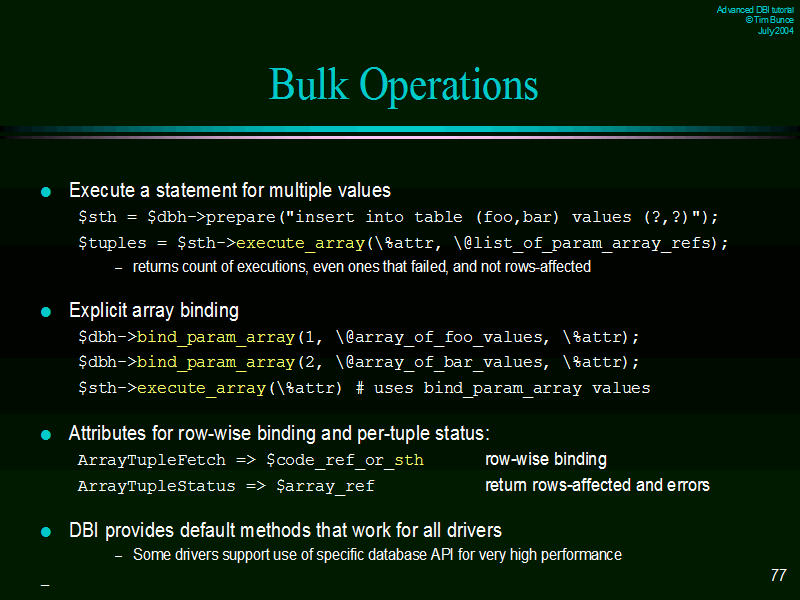 Advanced DBI tutorial
© Tim Bunce
July 2004
Bulk Operations
● Execute a statement for multiple values
$sth = $dbh->prepare("insert into table (foo,bar) values (?,?)");
$tuples = $sth->execute_array(\%attr, \@list_of_param_array_refs);
– returns count of executions, even ones that failed, and not rows-affected
● Explicit array binding
$dbh->bind_param_array(1, \@array_of_foo_values, \%attr);
$dbh->bind_param_array(2, \@array_of_bar_values, \%attr);
$sth->execute_array(\%attr) # uses bind_param_array values
● Attributes for row-wise binding and per-tuple status:
ArrayTupleFetch => $code_ref_or_sth row-wise binding
ArrayTupleStatus => $array_ref return rows-affected and errors
● DBI provides default methods that work for all drivers
– Some drivers support use of specific database API for very high performance
–
77